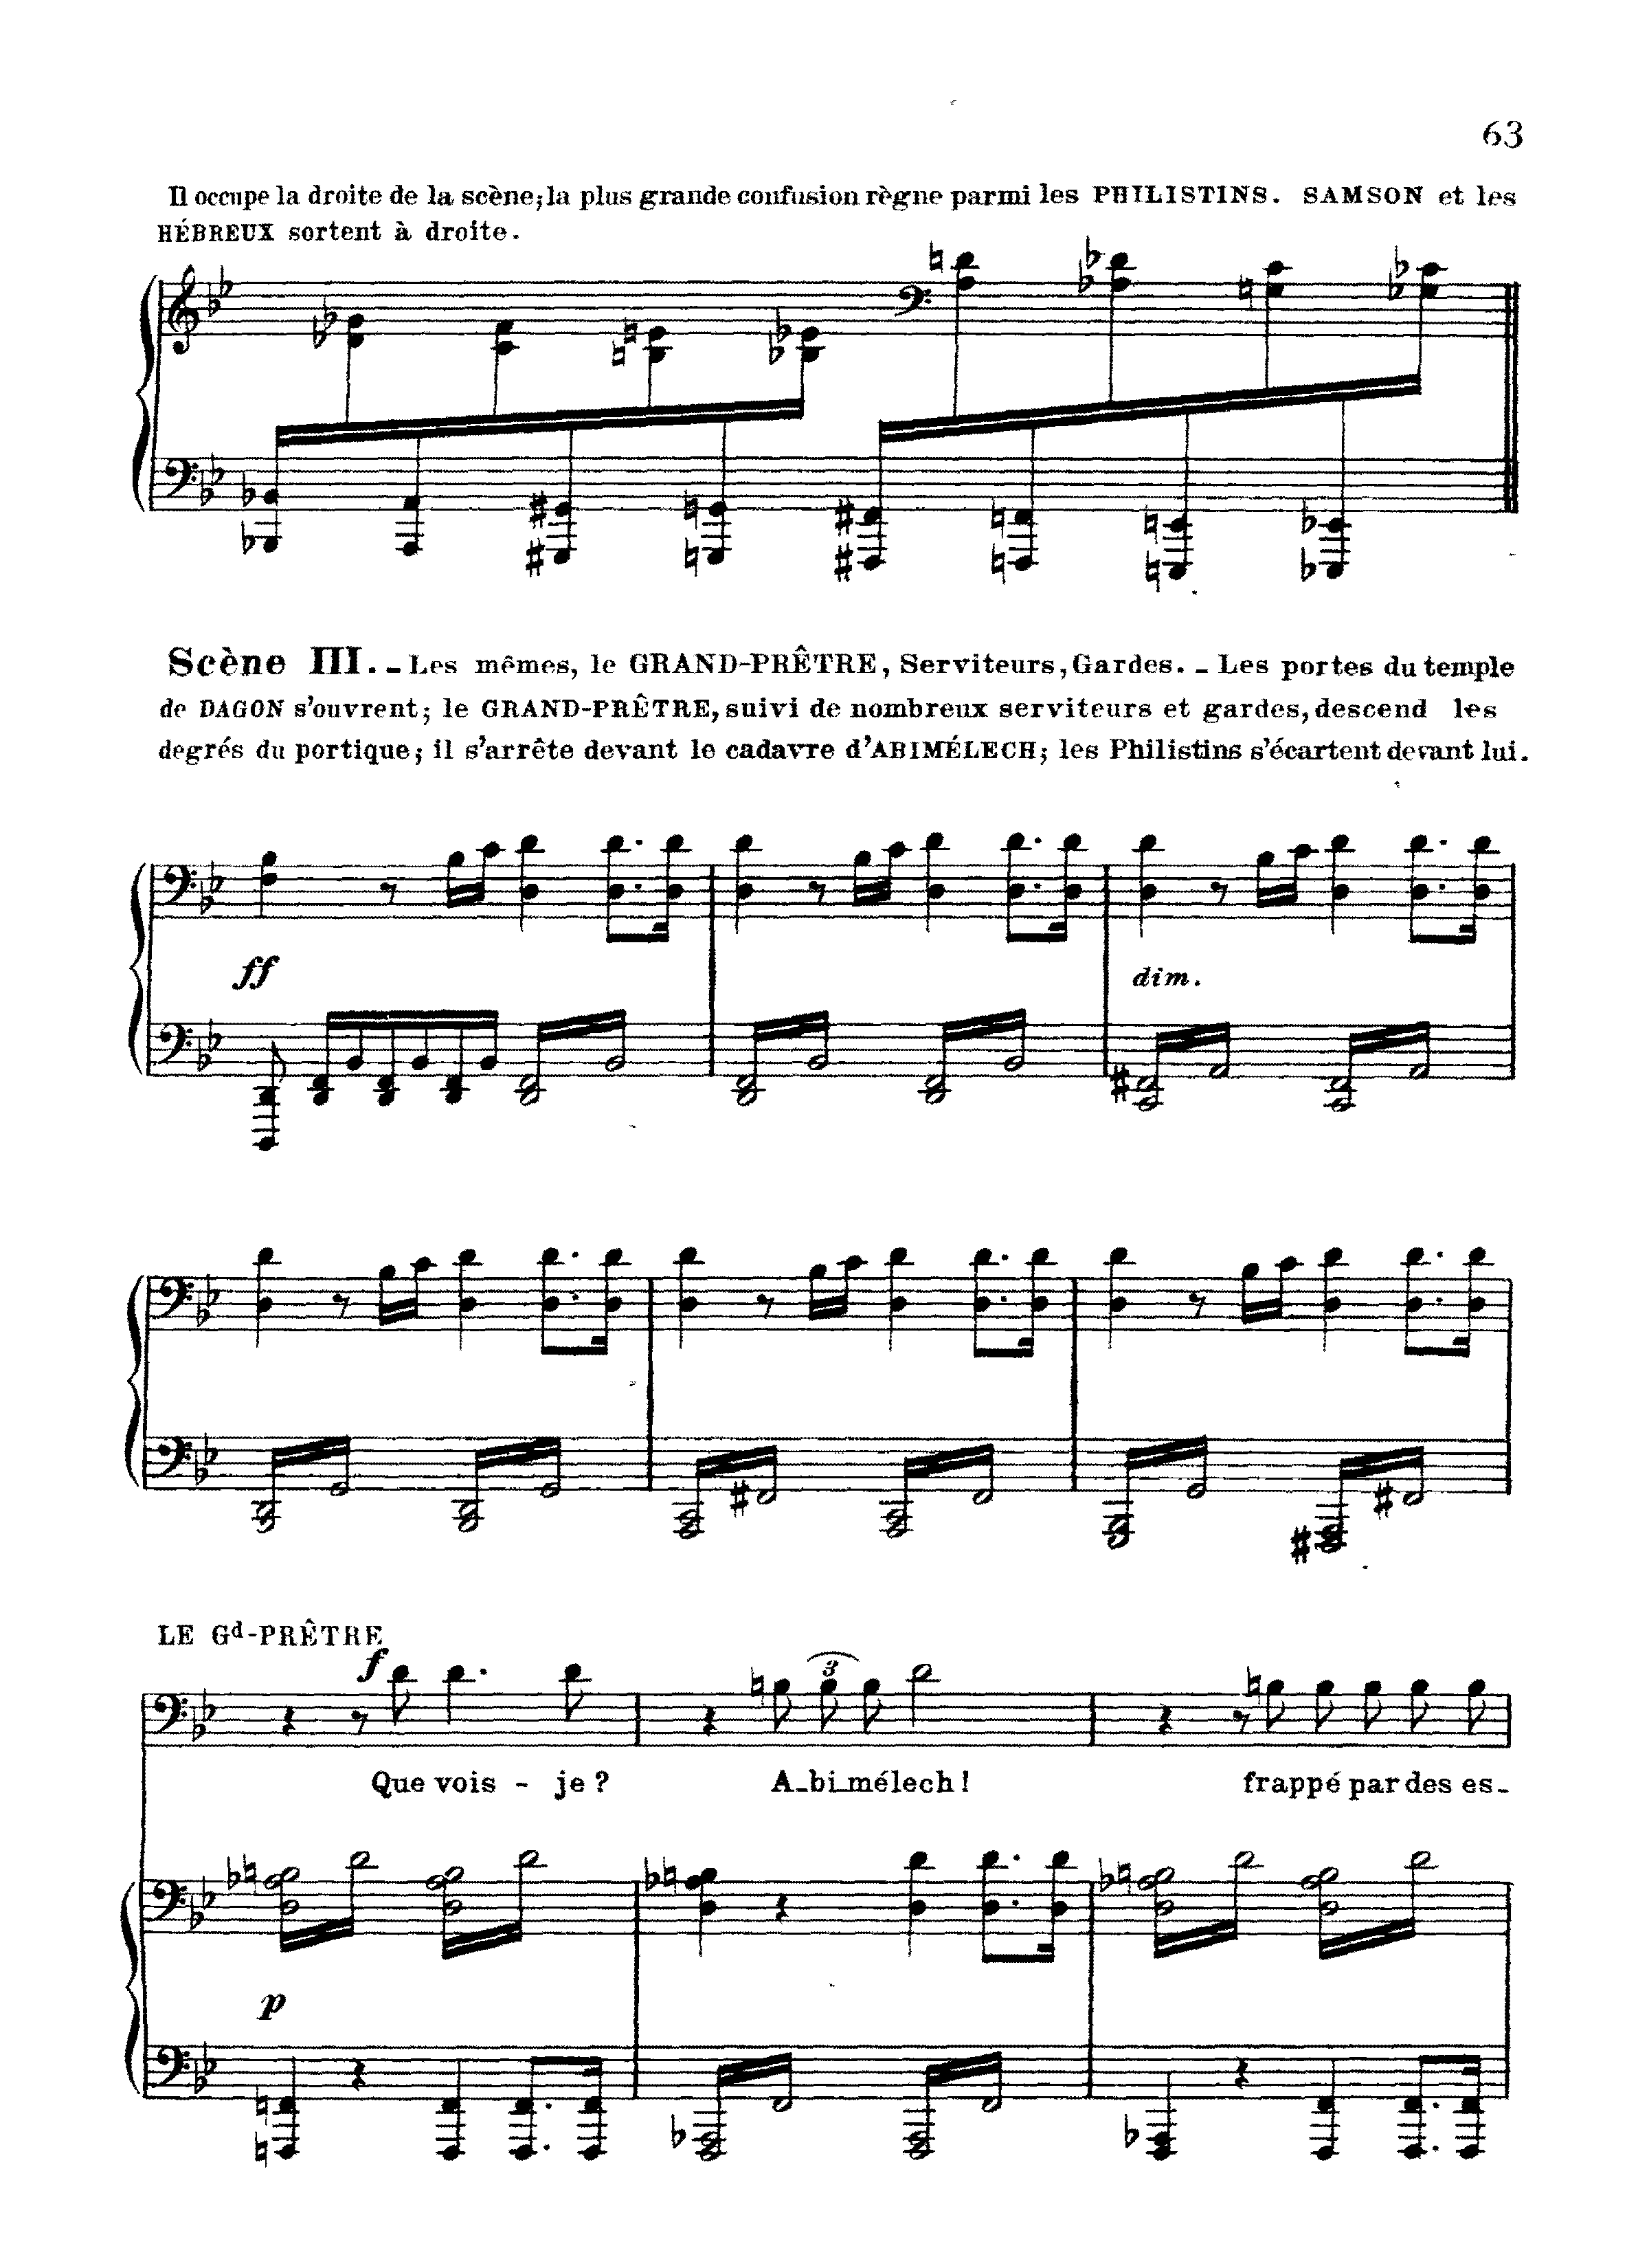 63
Il occupe la droite de la scène; la plus grande confusion règne parmi les PHILISTINS. SAMSON et les
HÉBREUX sortent à droite.
Scène III. – Les mêmes, le GRAND-PRÊTRE, Serviteurs, Gardes. – Les portes du temple
de DAGON s'ouvrent; le GRAND-PRÊTRE, suivi de nombreux serviteurs et gardes, descend les
degrés du portique; il s'arrête devant le cadavre d'ABIMÉLECH; les Philistins s'écartent devant lui.
ff
dim.
LE Gd-PRÊTRE
f
3
Que vois - je? A_bi_mélech! frappé par des es_
p